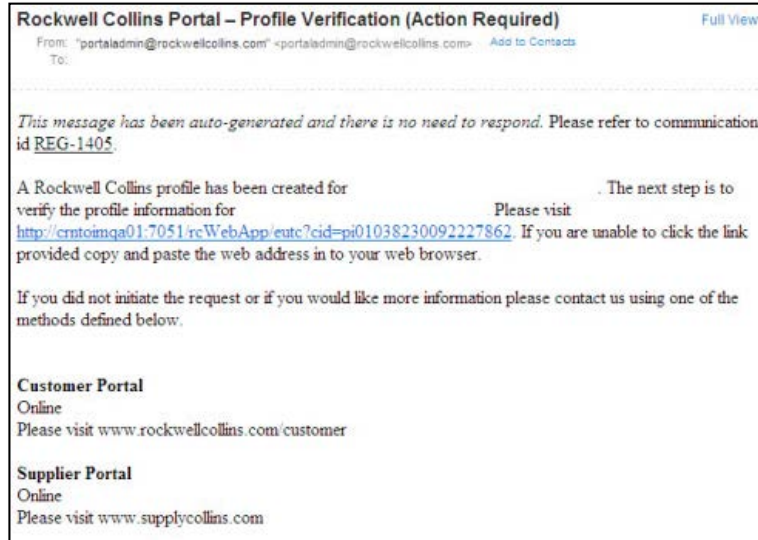 Rockwell Collins Portal – Profile Verification (Action Required)
Full View
From: "portaladmin@rockwellcollins.com" <portaladmin@rockwellcollins.com> Add to Contacts
To:
This message has been auto-generated and there is no need to respond. Please refer to communication
id REG-1405.
A Rockwell Collins profile has been created for . The next step is to
verify the profile information for Please visit
http://crntoimqa01:7051/rcWebApp/eutc?cid=pi01038230092227862. If you are unable to click the link
provided copy and paste the web address in to your web browser.
If you did not initiate the request or if you would like more information please contact us using one of the
methods defined below.
Customer Portal
Online
Please visit www.rockwellcollins.com/customer
Supplier Portal
Online
Please visit www.supplycollins.com